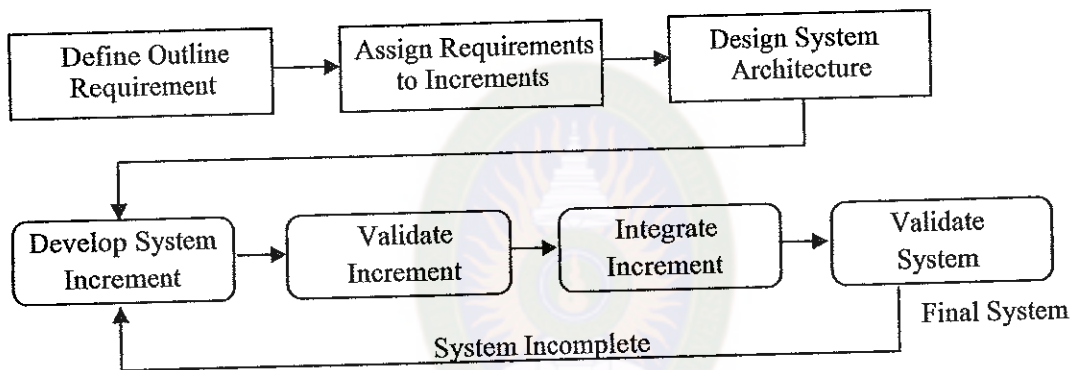 Define Outline
Requirement
Assign Requirements
to Increments
Design System
Architecture
Develop System
Increment
Validate
Increment
Integrate
Increment
Validate
System
Final System
System Incomplete